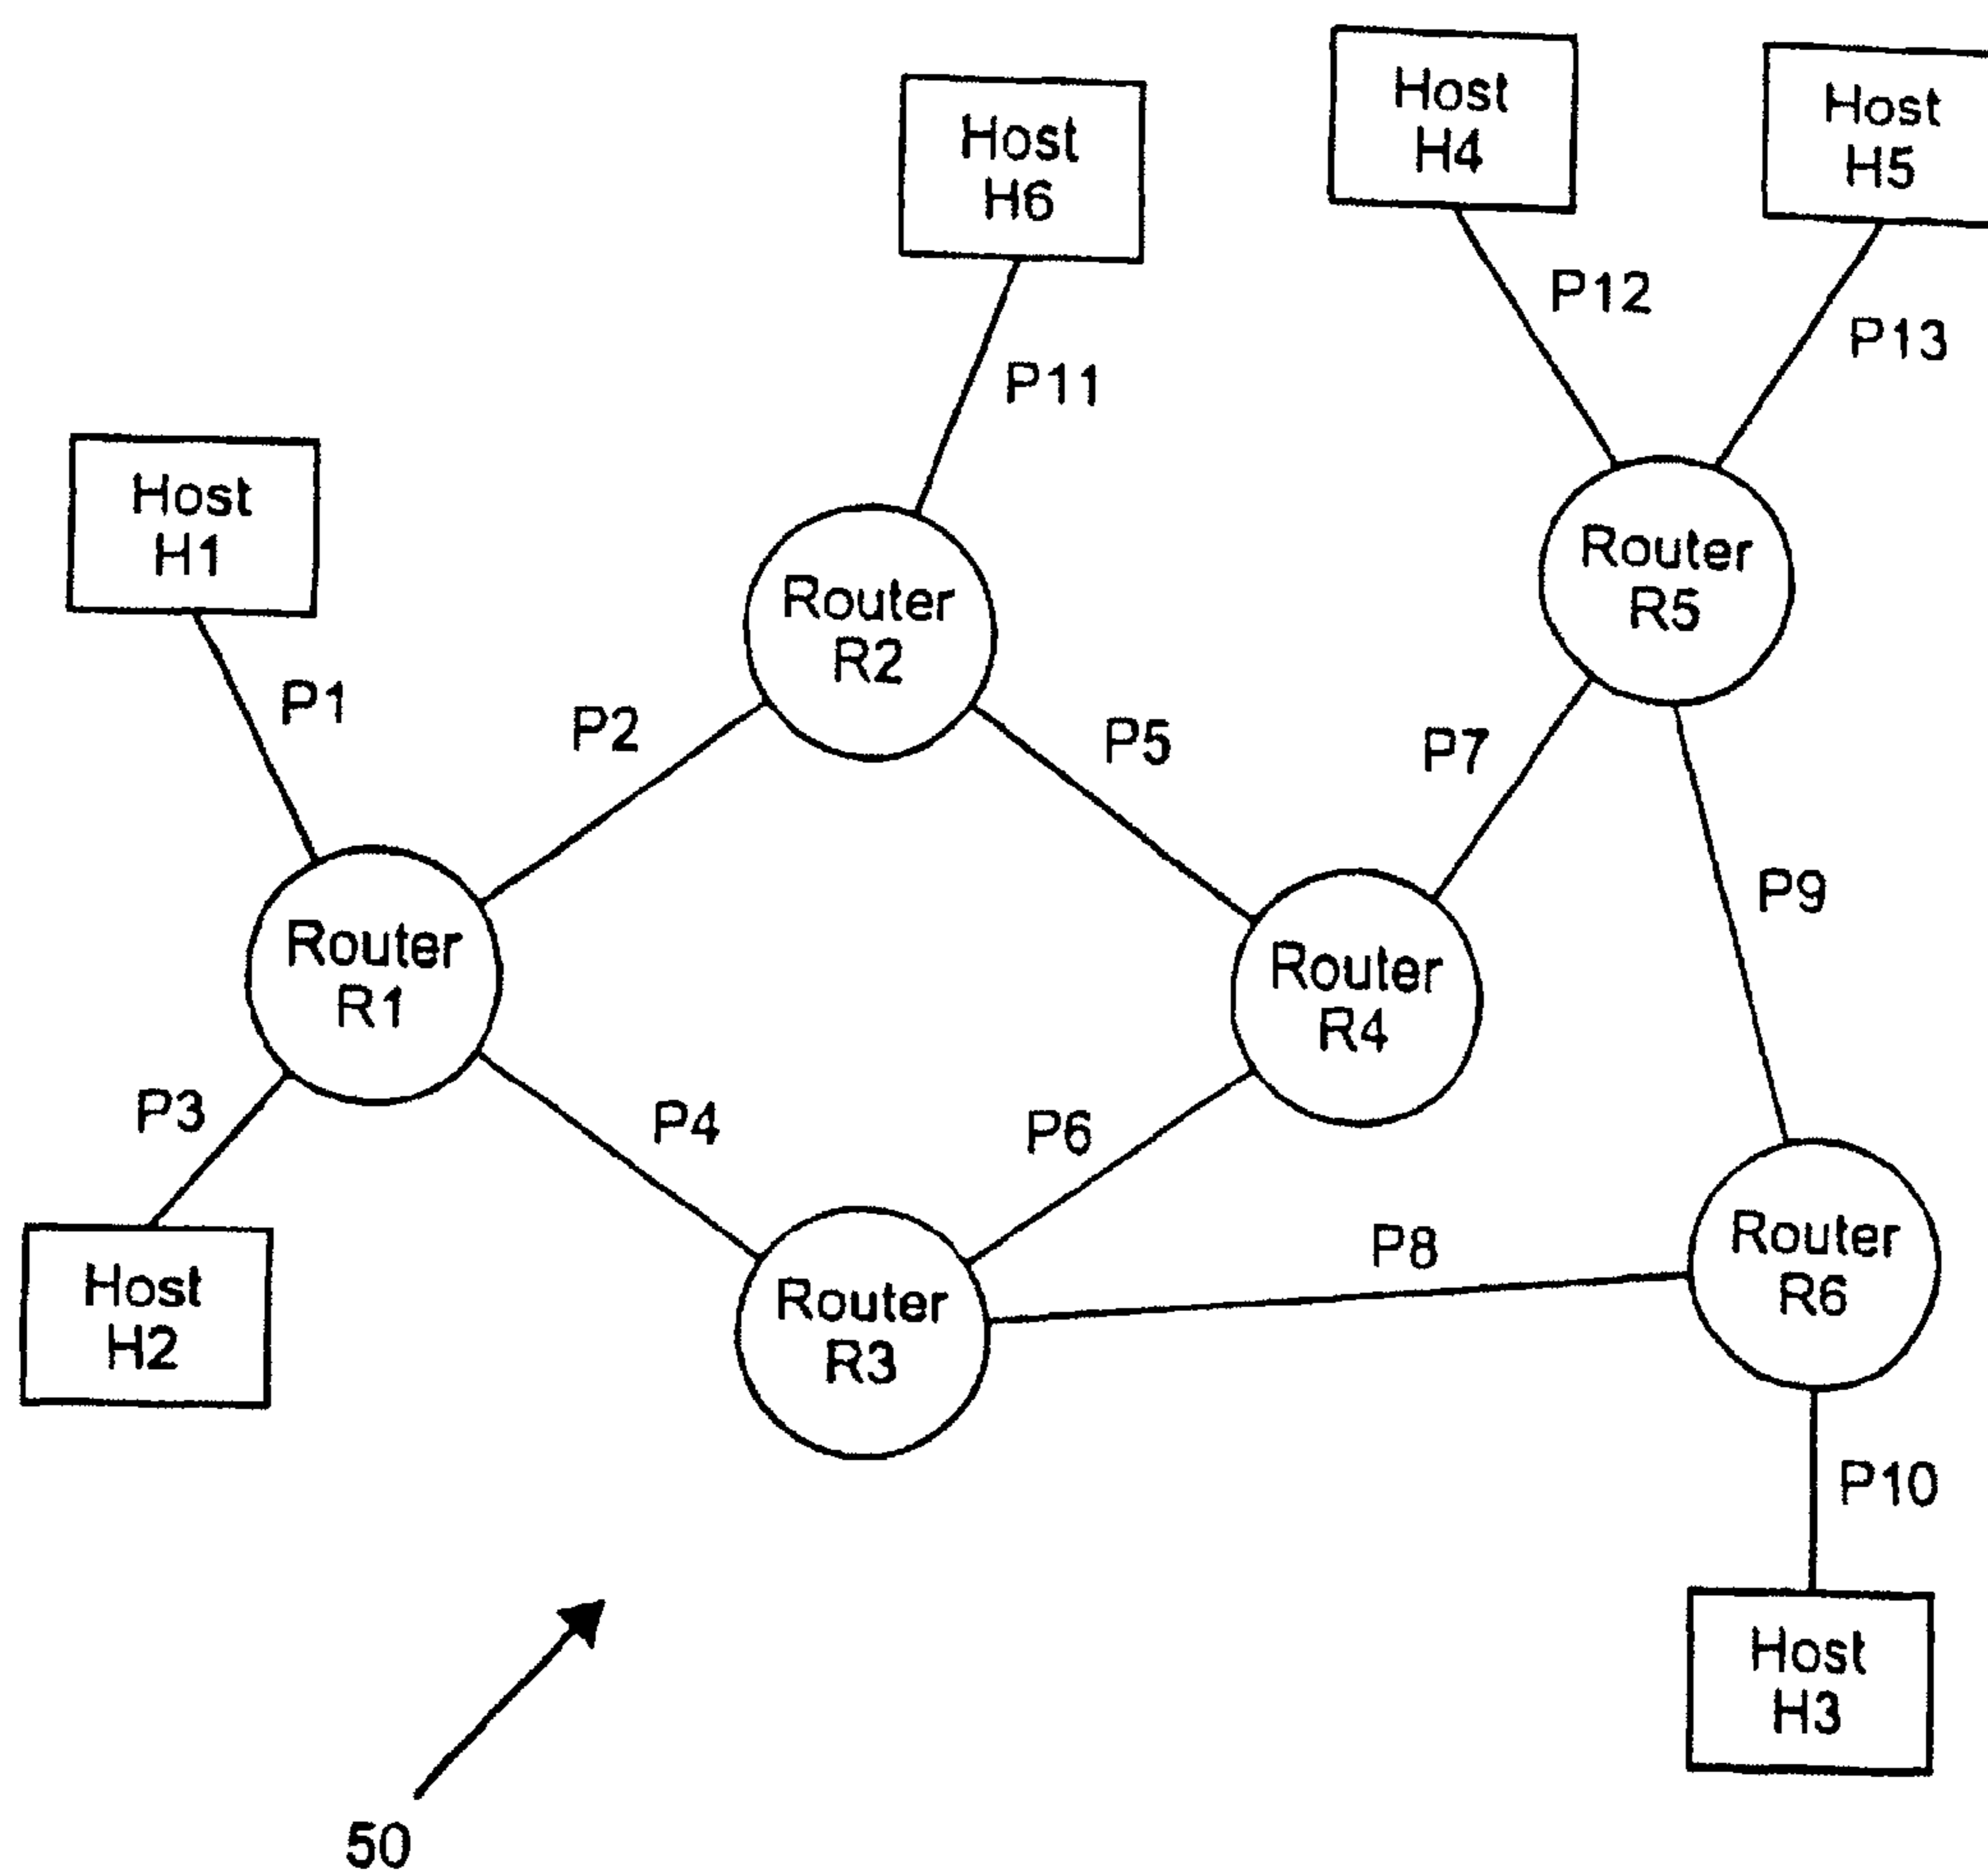 Host
H4
Host
H5
Host
H6
P12
P13
P11
Host
H1
Router
R5
Router
R2
P1
P2
P5
P7
P9
Router
R1
Router
R4
P3
P4
P6
Router
R6
P8
Host
H2
Router
R3
P10
Host
H3
50